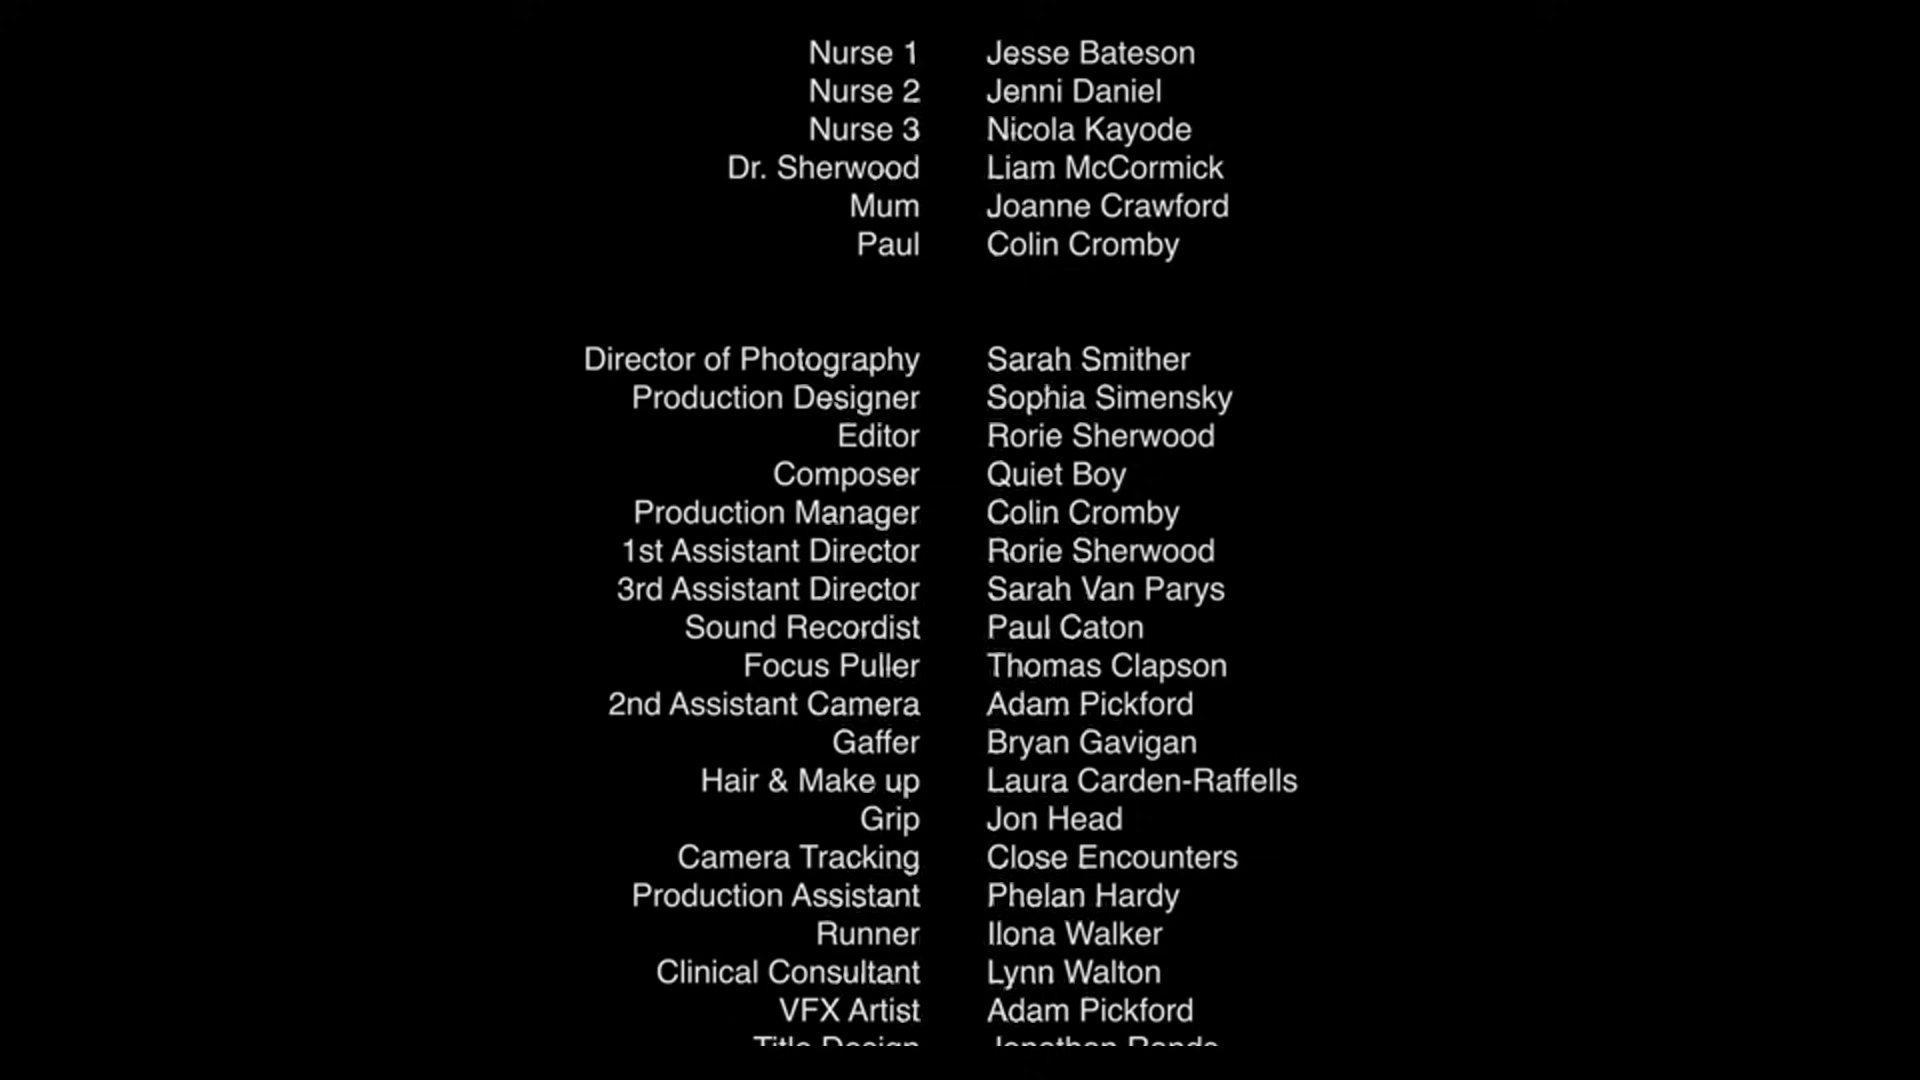 Nurse 1 Jesse Bateson
Nurse 2 Jenni Daniel
Nurse 3 Nicola Kayode
Dr. Sherwood Liam McCormick
Mum Joanne Crawford
Paul Colin Cromby
Director of Photography Sarah Smither
Production Designer Sophia Simensky
Editor Rorie Sherwood
Composer Quiet Boy
Production Manager Colin Cromby
1st Assistant Director Rorie Sherwood
3rd Assistant Director Sarah Van Parys
Sound Recordist Paul Caton
Focus Puller Thomas Clapson
2nd Assistant Camera Adam Pickford
Gaffer Bryan Gavigan
Hair & Make up Laura Carden-Raffells
Grip Jon Head
Camera Tracking Close Encounters
Production Assistant Phelan Hardy
Runner Ilona Walker
Clinical Consultant Lynn Walton
VFX Artist Adam Pickford
Title Design Jonathan